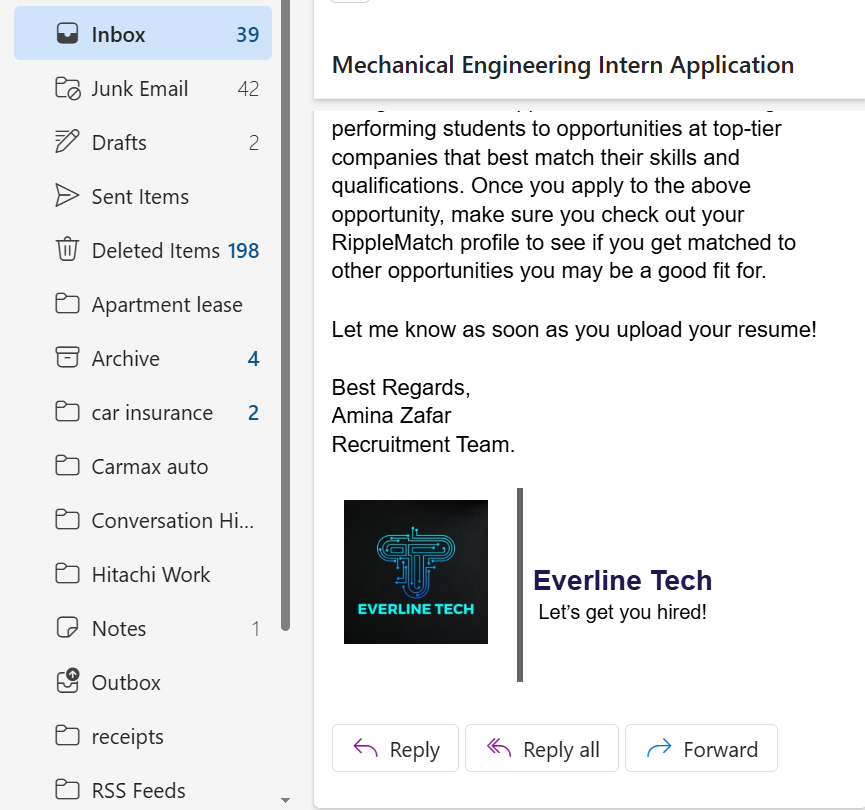 Inbox 39
Junk Email 42
Drafts 2
Sent Items
Deleted Items 198
Apartment lease
Archive 4
car insurance 2
Carmax auto
Conversation Hi...
Hitachi Work
Notes 1
Outbox
receipts
RSS Feeds
Mechanical Engineering Intern Application
performing students to opportunities at top-tier
companies that best match their skills and
qualifications. Once you apply to the above
opportunity, make sure you check out your
RippleMatch profile to see if you get matched to
other opportunities you may be a good fit for.
Let me know as soon as you upload your resume!
Best Regards,
Amina Zafar
Recruitment Team.
EVERLINE TECH
Everline Tech
Let’s get you hired!
Reply
Reply all
Forward